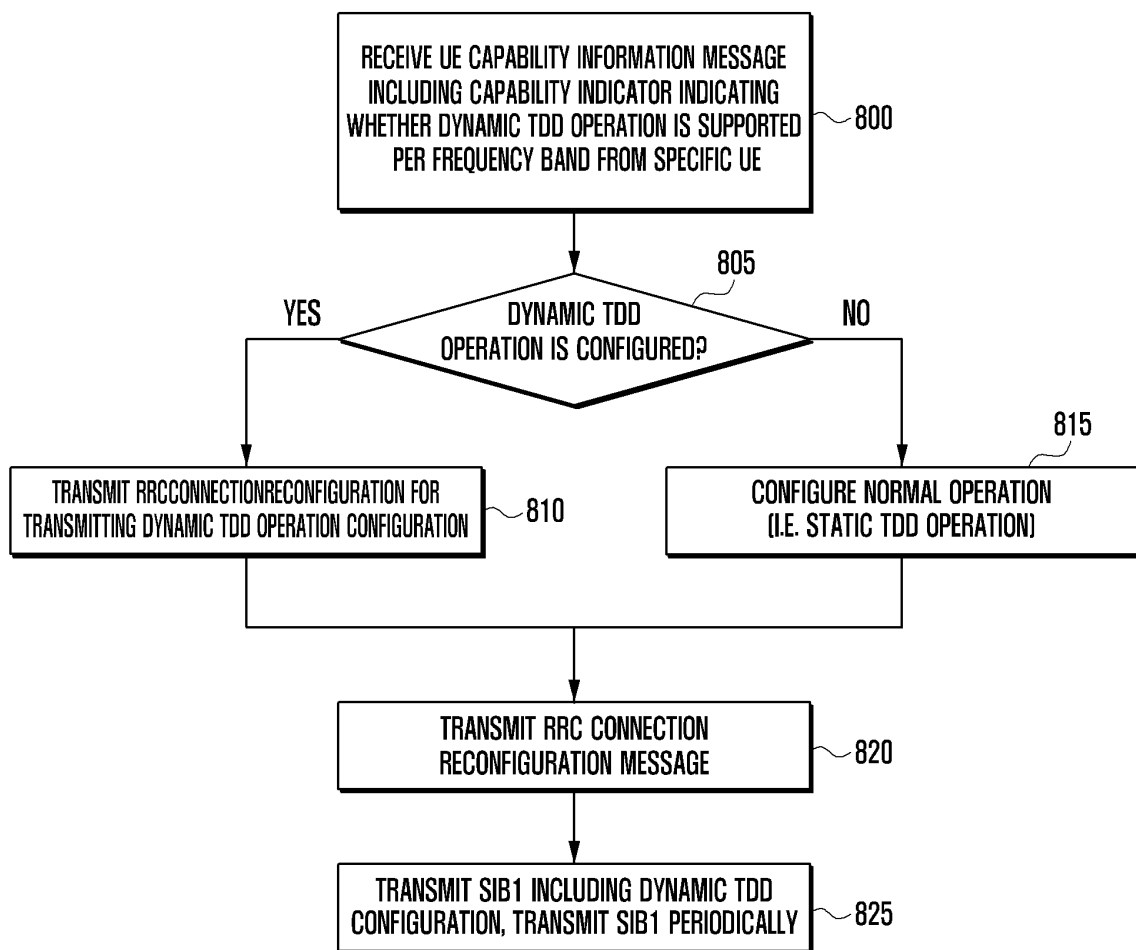 RECEIVE UE CAPABILITY INFORMATION MESSAGE
INCLUDING CAPABILITY INDICATOR INDICATING
WHETHER DYNAMIC TDD OPERATION IS SUPPORTED
PER FREQUENCY BAND FROM SPECIFIC UE
800
805
YES
DYNAMIC TDD
OPERATION IS CONFIGURED?
NO
815
TRANSMIT RRCCONNECTIONRECONFIGURATION FOR
TRANSMITTING DYNAMIC TDD OPERATION CONFIGURATION
810
CONFIGURE NORMAL OPERATION
(I.E. STATIC TDD OPERATION)
TRANSMIT RRC CONNECTION
RECONFIGURATION MESSAGE
820
TRANSMIT SIB1 INCLUDING DYNAMIC TDD
CONFIGURATION, TRANSMIT SIB1 PERIODICALLY
825